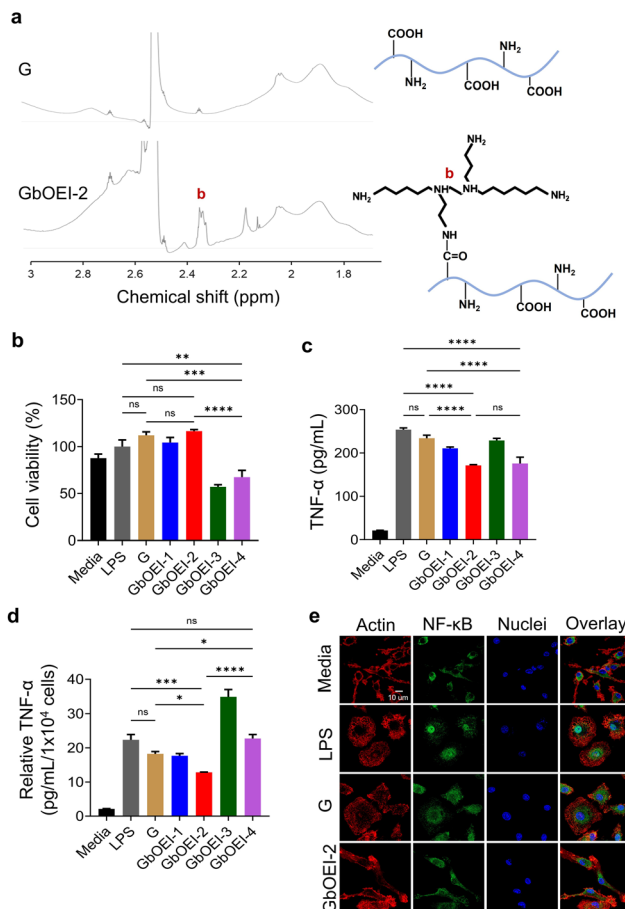 a
G
COOH
NH2
NH2
COOH
COOH
GbOEI-2
b
3
2.6
2.4
2.2
2
1.8
Chemical shift (ppm)
NH2
b
NH2
NH
NH
NH2
NH
C=O
NH2
NH2
COOH
COOH
b
**
***
ns
ns
ns
****
Cell viability (%)
150
100
50
0
Media
LPS
G
GbOEI-1
GbOEI-2
GbOEI-3
GbOEI-4
c
****
****
****
ns
****
ns
TNF-α (pg/mL)
300
200
100
0
Media
LPS
G
GbOEI-1
GbOEI-2
GbOEI-3
GbOEI-4
d
ns
*
***
****
ns
*
Relative TNF-α
(pg/mL/1x10⁴ cells)
40
30
20
10
0
Media
LPS
G
GbOEI-1
GbOEI-2
GbOEI-3
GbOEI-4
e
Actin
NF-κB
Nuclei
Overlay
Media
10 um
LPS
G
GbOEI-2